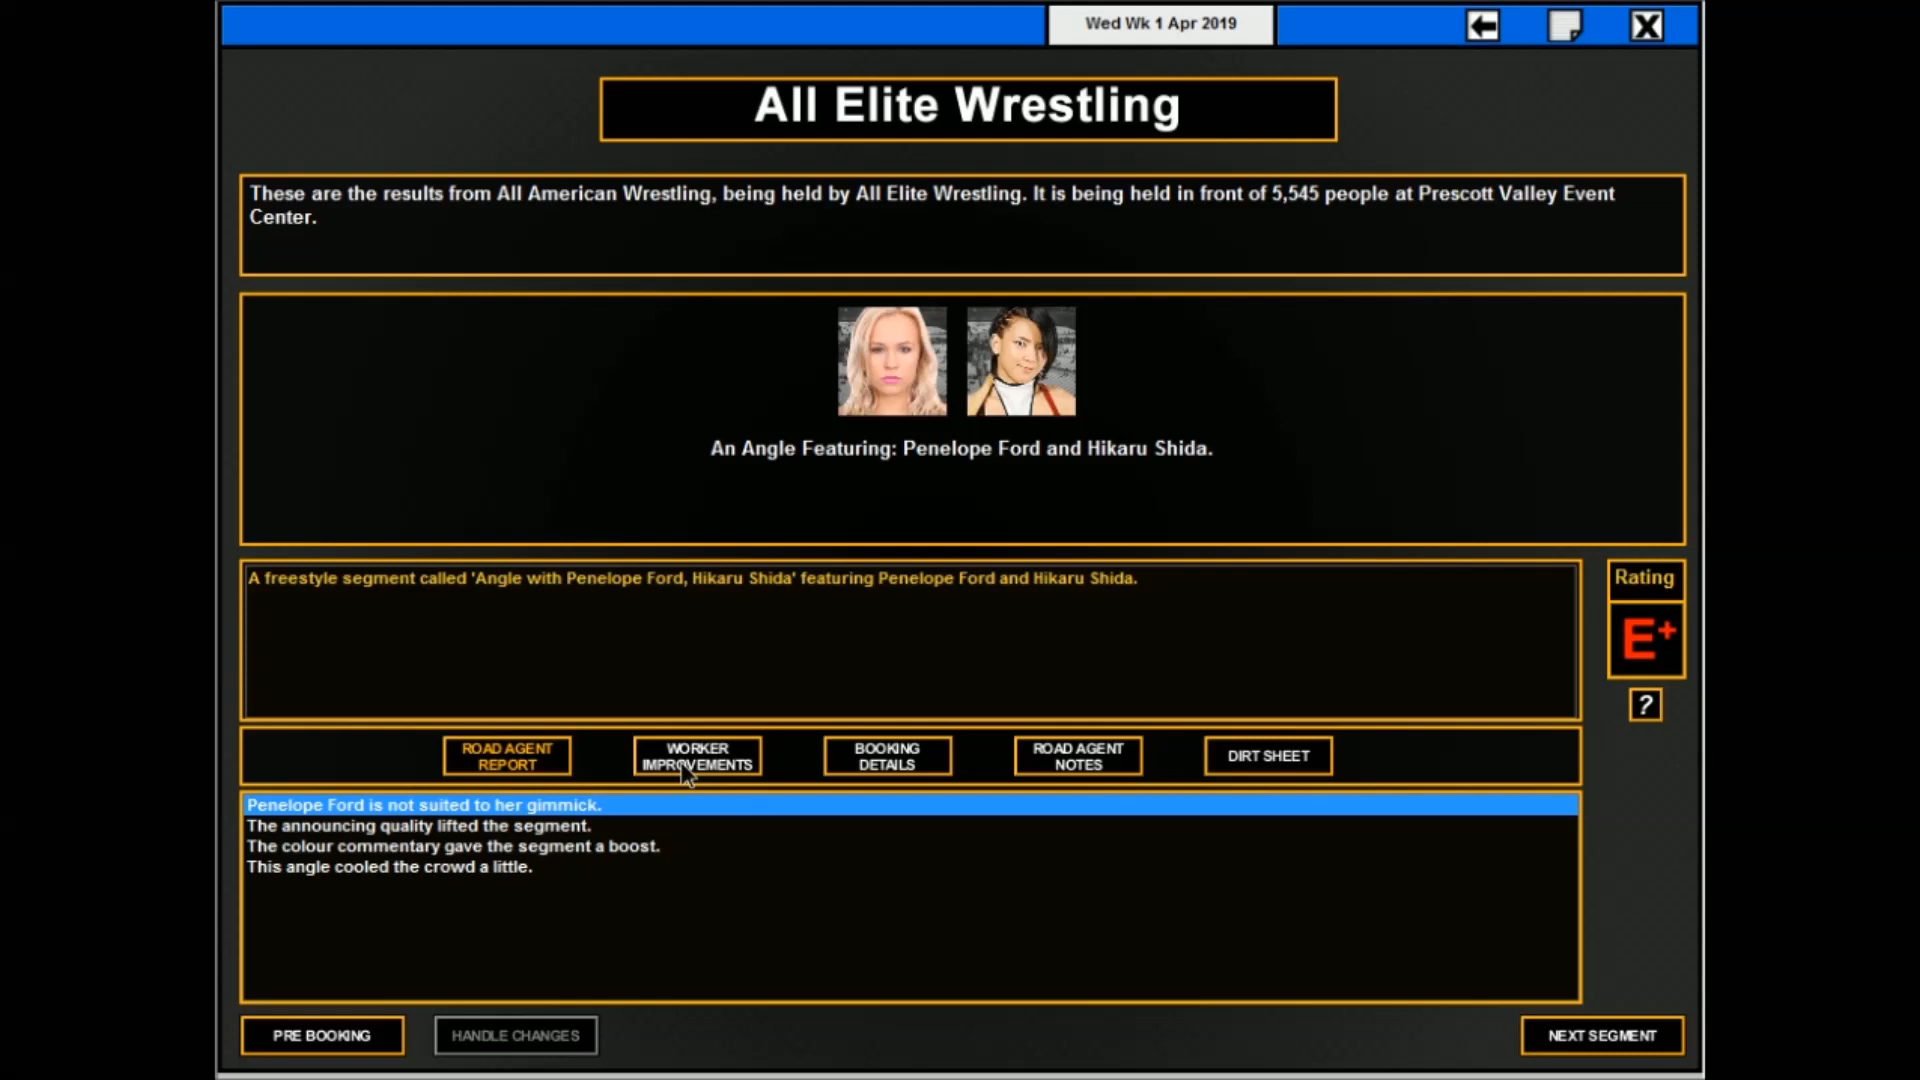 Wed Wk 1 Apr 2019
X
All Elite Wrestling
These are the results from All American Wrestling, being held by All Elite Wrestling. It is being held in front of 5,545 people at Prescott Valley Event
Center.
An Angle Featuring: Penelope Ford and Hikaru Shida.
A freestyle segment called 'Angle with Penelope Ford, Hikaru Shida' featuring Penelope Ford and Hikaru Shida.
Rating
E+
?
ROAD AGENT
REPORT
WORKER
IMPROVEMENTS
BOOKING
DETAILS
ROAD AGENT
NOTES
DIRT SHEET
Penelope Ford is not suited to her gimmick.
The announcing quality lifted the segment.
The colour commentary gave the segment a boost.
This angle cooled the crowd a little.
PRE BOOKING
HANDLE CHANGES
NEXT SEGMENT